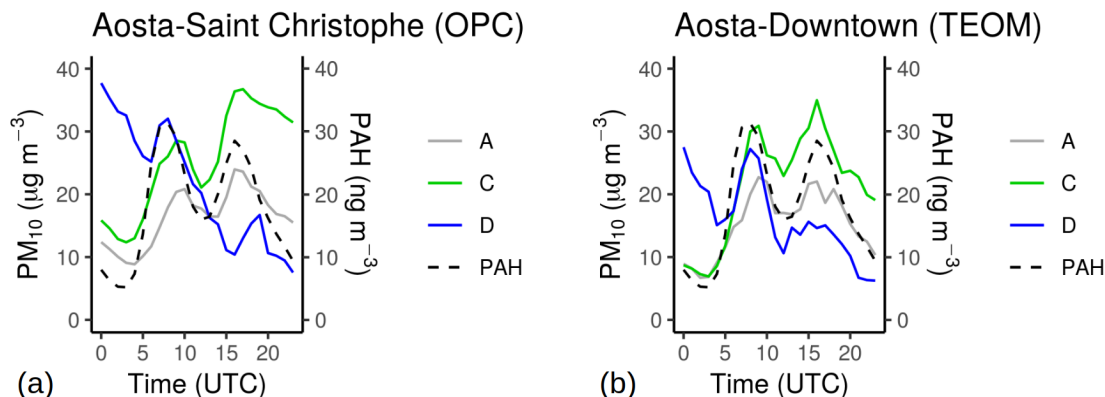 Aosta-Saint Christophe (OPC)
40
30
20
10
0
PM₁₀ (μg m⁻³)
40
30
20
10
0
PAH (ng m⁻³)
0 5 10 15 20
Time (UTC)
A
C
D
PAH
(a)
Aosta-Downtown (TEOM)
40
30
20
10
0
PM₁₀ (μg m⁻³)
40
30
20
10
0
PAH (ng m⁻³)
0 5 10 15 20
Time (UTC)
A
C
D
PAH
(b)